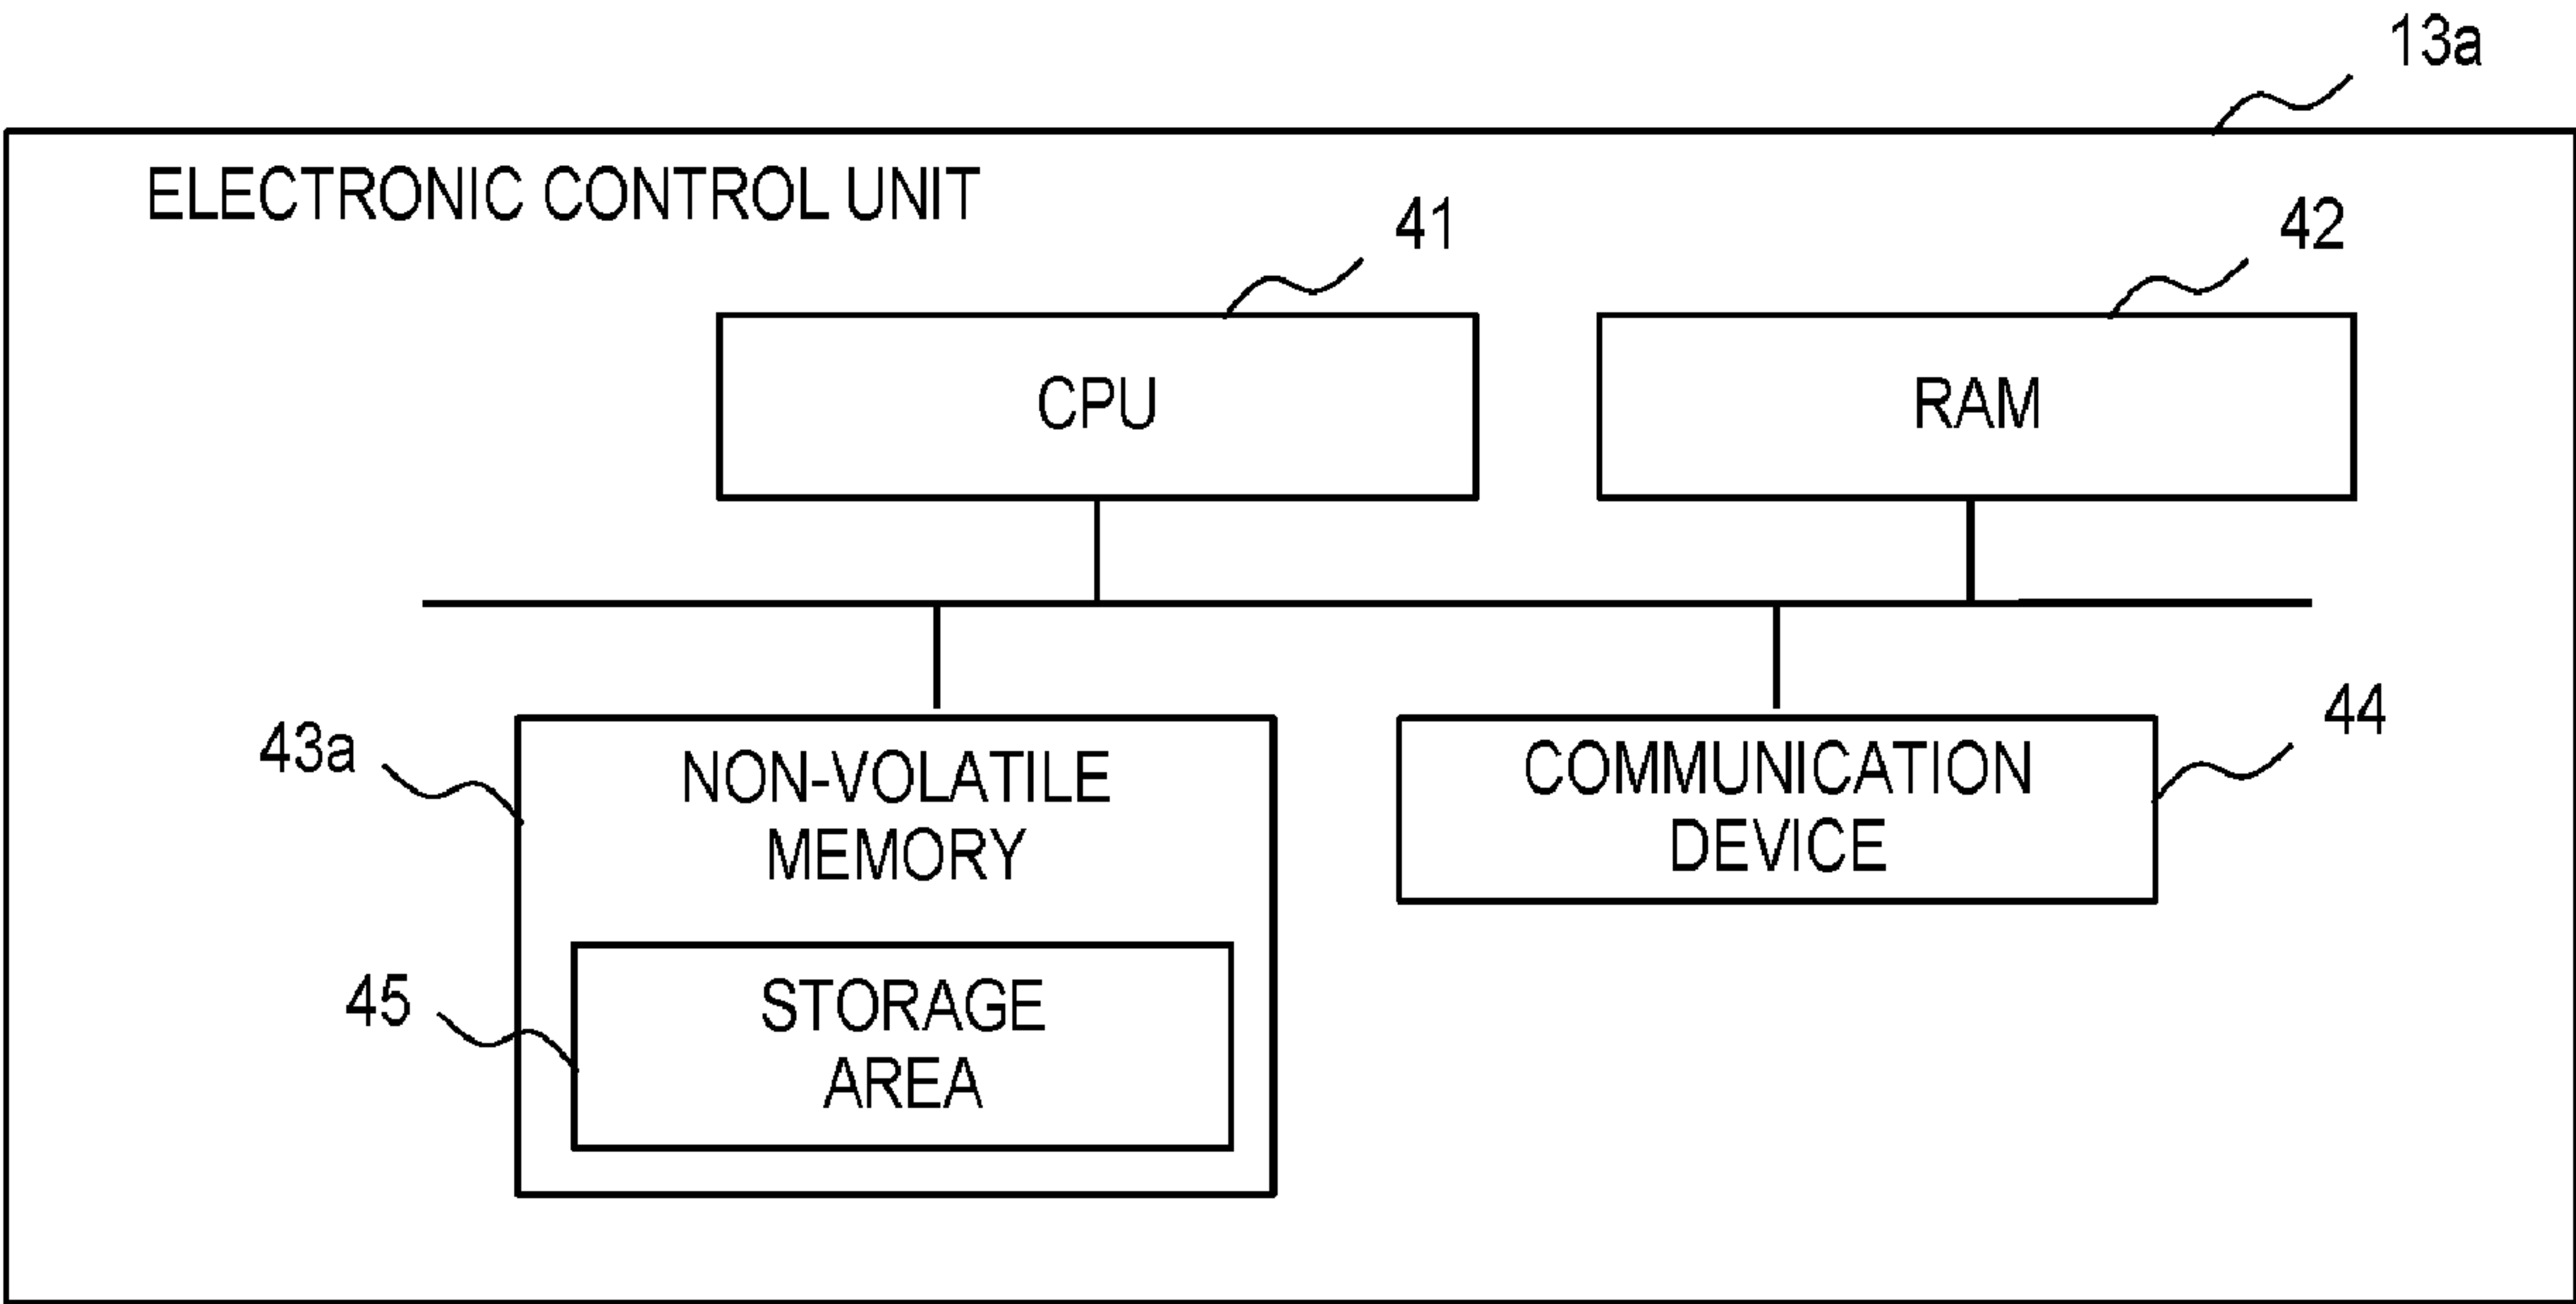 13a
ELECTRONIC CONTROL UNIT
41
42
CPU
RAM
43a
NON-VOLATILE
MEMORY
44
COMMUNICATION
DEVICE
45
STORAGE
AREA